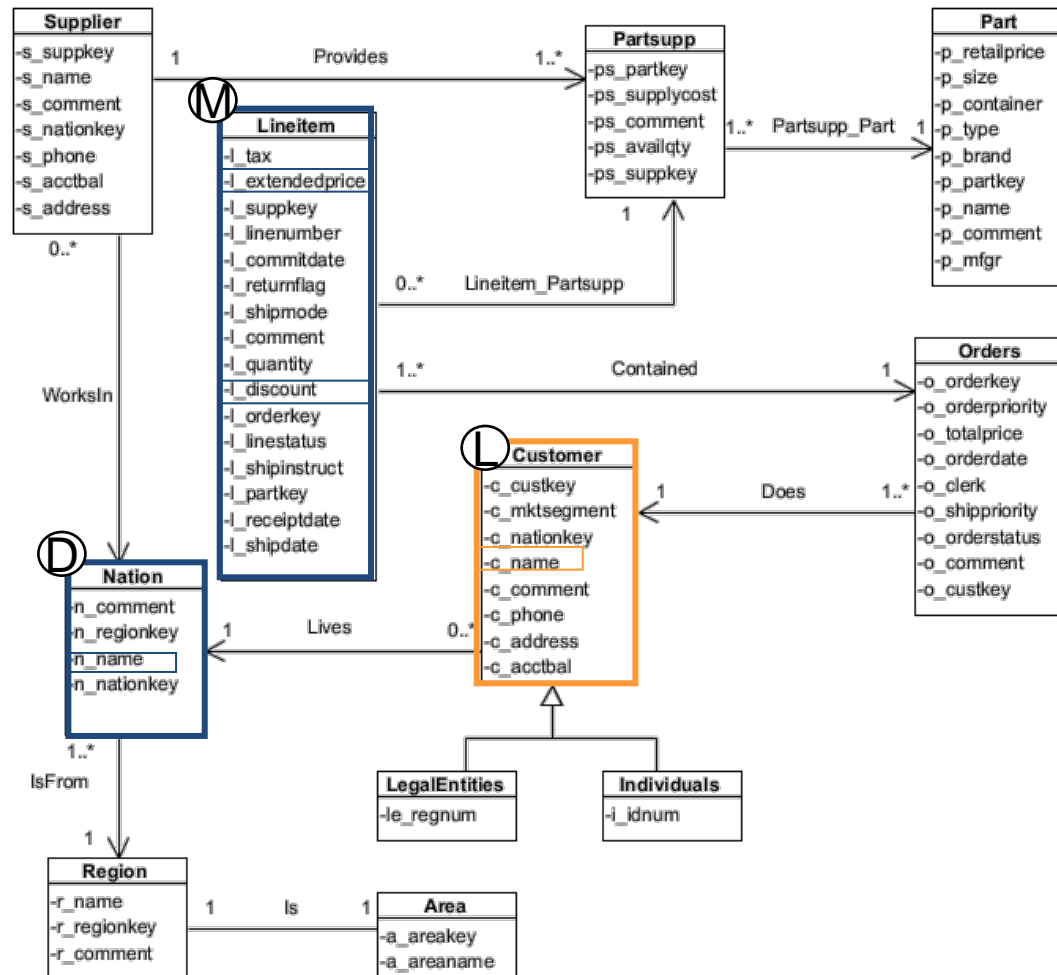 Supplier
-s_suppkey
-s_name
-s_comment
-s_nationkey
-s_phone
-s_acctbal
-s_address
1
Provides
1..*
Partsupp
-ps_partkey
-ps_supplycost
-ps_comment
-ps_availqty
-ps_suppkey
1..*
Partsupp_Part
1
Part
-p_retailprice
-p_size
-p_container
-p_type
-p_brand
-p_partkey
-p_name
-p_comment
-p_mfgr
M
Lineitem
-l_tax
-l_extendedprice
-l_suppkey
-l_linenumber
-l_commitdate
-l_returnflag
-l_shipmode
-l_comment
-l_quantity
-l_discount
-l_orderkey
-l_linestatus
-l_shipinstruct
-l_partkey
-l_receiptdate
-l_shipdate
0..*
Lineitem_Partsupp
1
1..*
Contained
1
Orders
-o_orderkey
-o_orderpriority
-o_totalprice
-o_orderdate
-o_clerk
-o_shippriority
-o_orderstatus
-o_comment
-o_custkey
0..*
WorksIn
L
Customer
-c_custkey
-c_mktsegment
-c_nationkey
-c_name
-c_comment
-c_phone
-c_address
-c_acctbal
1
Does
1..*
D
Nation
-n_comment
-n_regionkey
-n_name
-n_nationkey
1
Lives
0..*
1..*
IsFrom
1
LegalEntities
-le_regnum
Individuals
-i_idnum
Region
-r_name
-r_regionkey
-r_comment
1
Is
1
Area
-a_areakey
-a_areaname